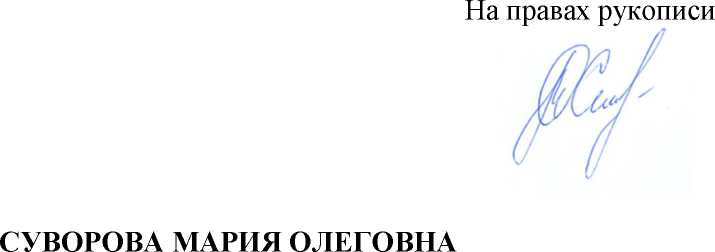 На правах рукописи
СУВОРОВА МАРИЯ ОЛЕГОВНА